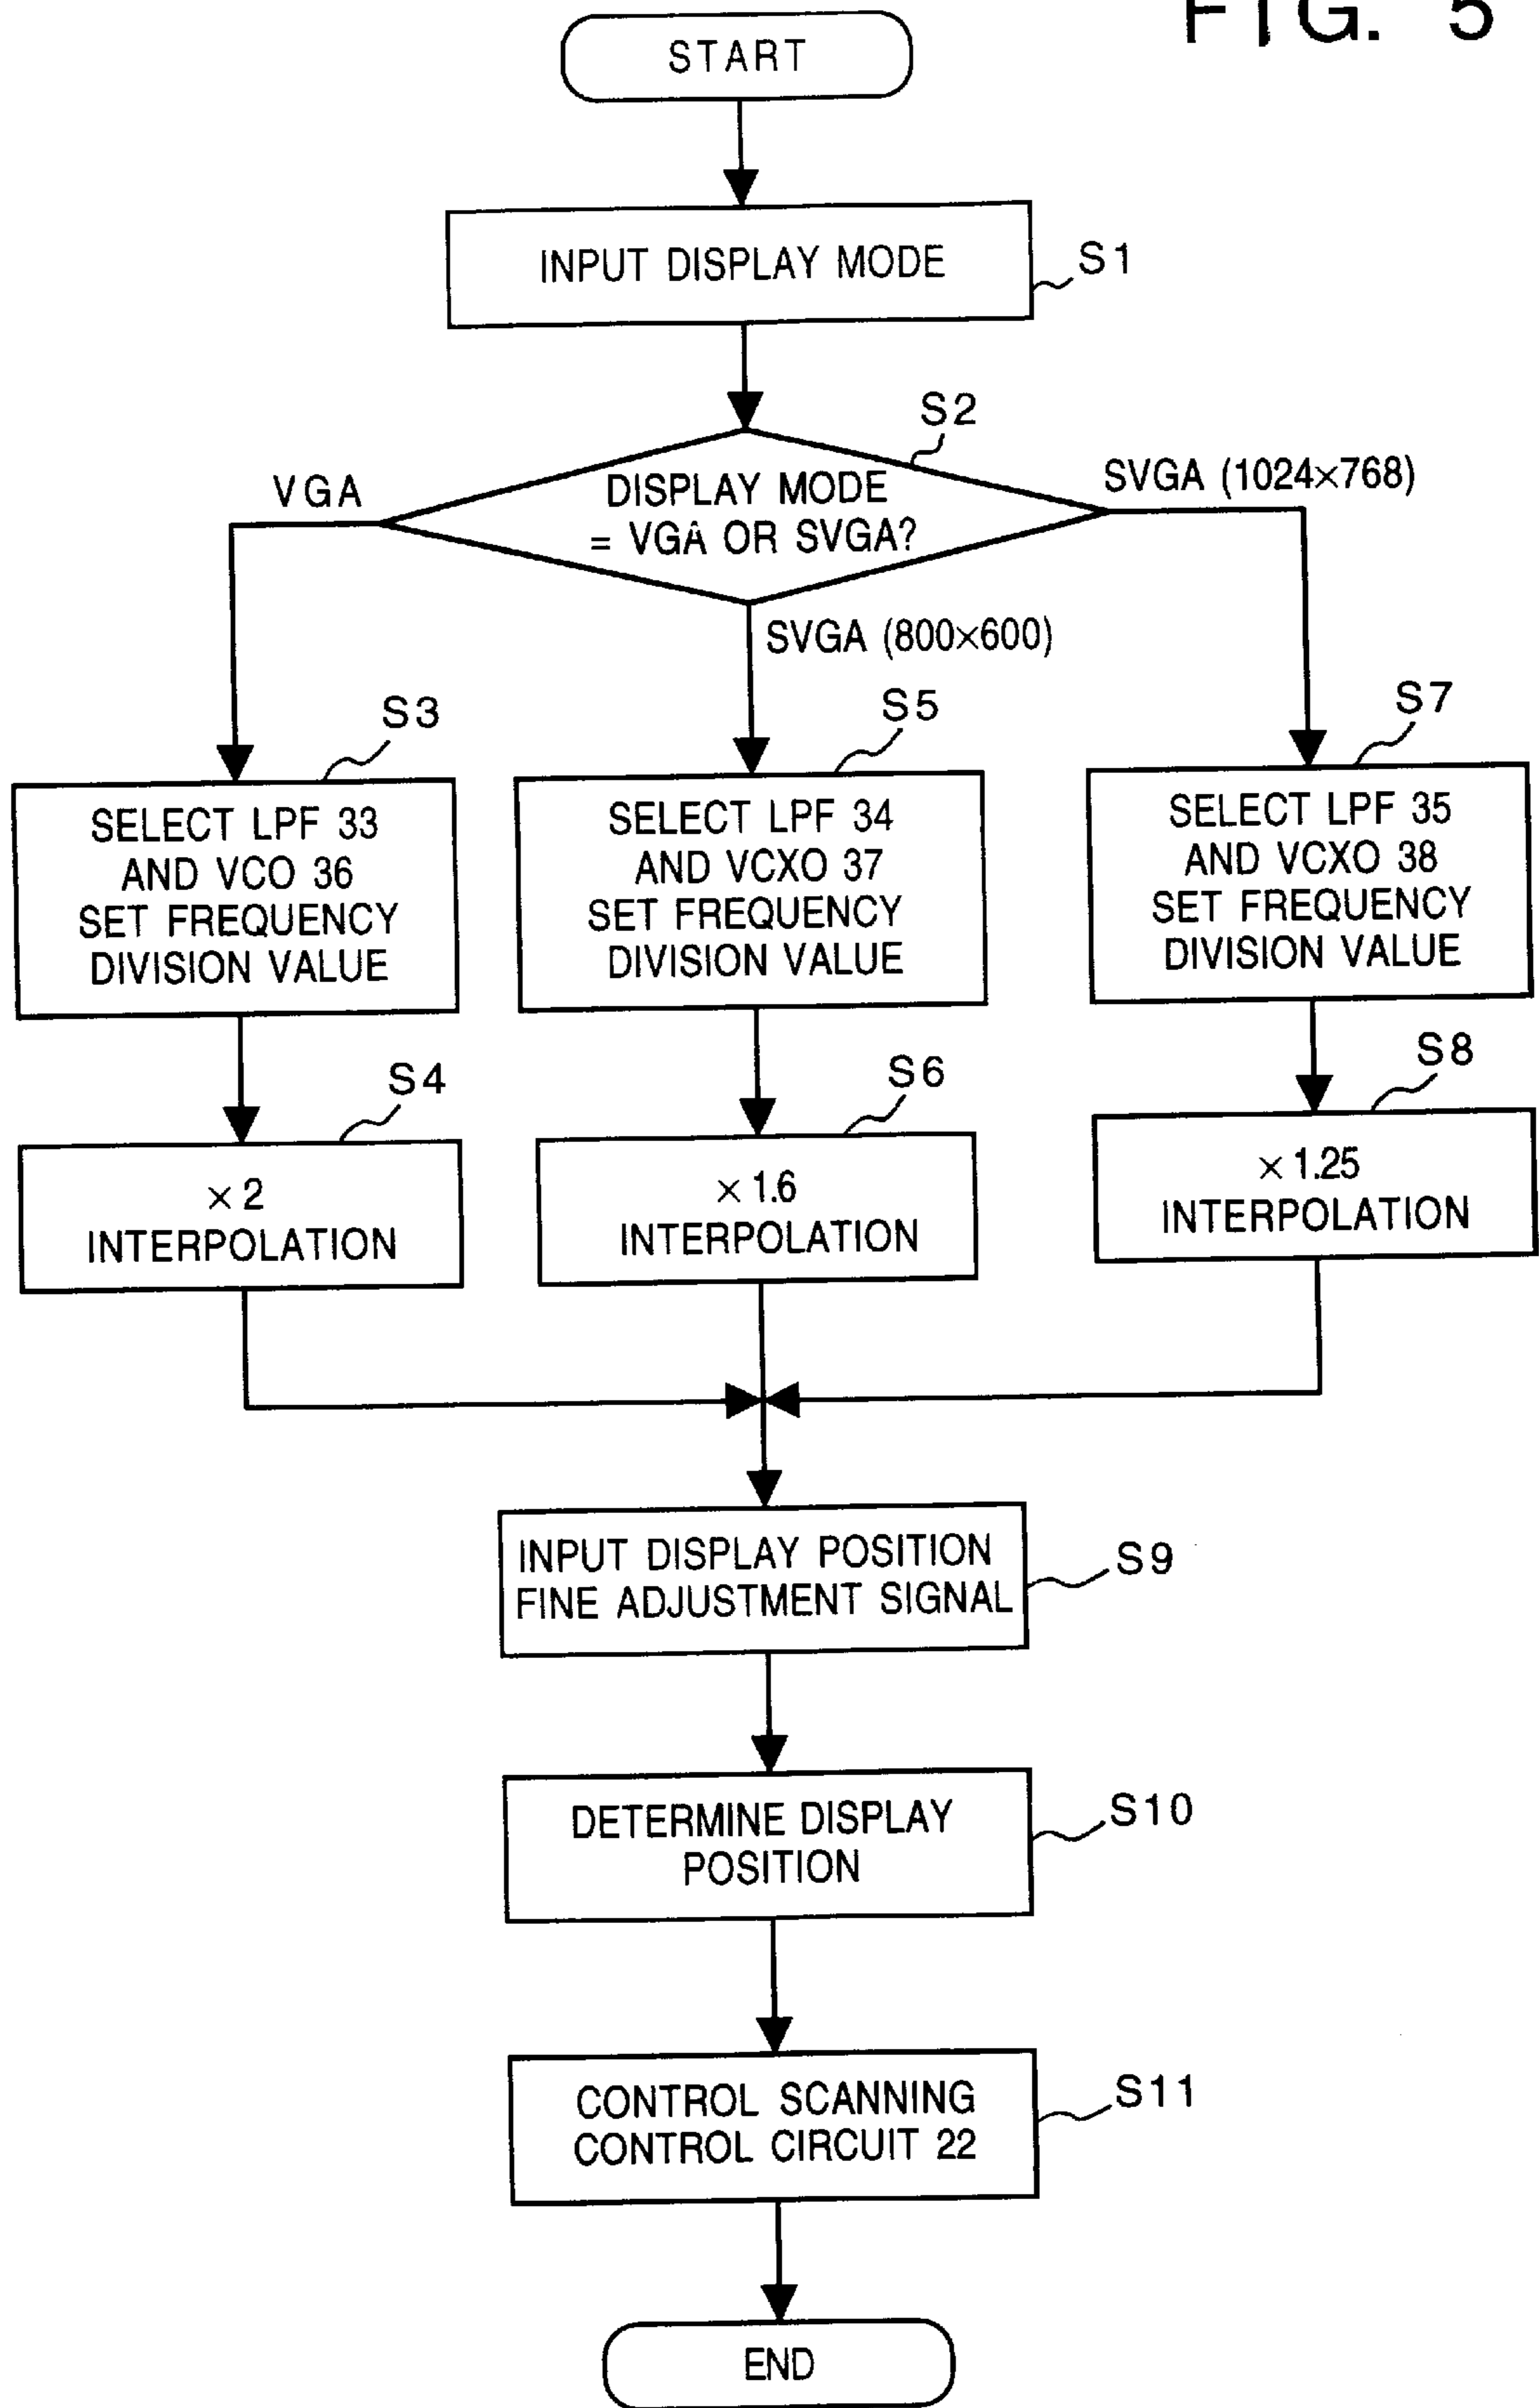 FIG. 5
START
INPUT DISPLAY MODE
S1
S2
DISPLAY MODE
= VGA OR SVGA?
VGA
SVGA (800×600)
SVGA (1024×768)
S3
SELECT LPF 33
AND VCO 36
SET FREQUENCY
DIVISION VALUE
S5
SELECT LPF 34
AND VCXO 37
SET FREQUENCY
DIVISION VALUE
S7
SELECT LPF 35
AND VCXO 38
SET FREQUENCY
DIVISION VALUE
S4
×2
INTERPOLATION
S6
×1.6
INTERPOLATION
S8
×1.25
INTERPOLATION
INPUT DISPLAY POSITION
FINE ADJUSTMENT SIGNAL
S9
DETERMINE DISPLAY
POSITION
S10
CONTROL SCANNING
CONTROL CIRCUIT 22
S11
END